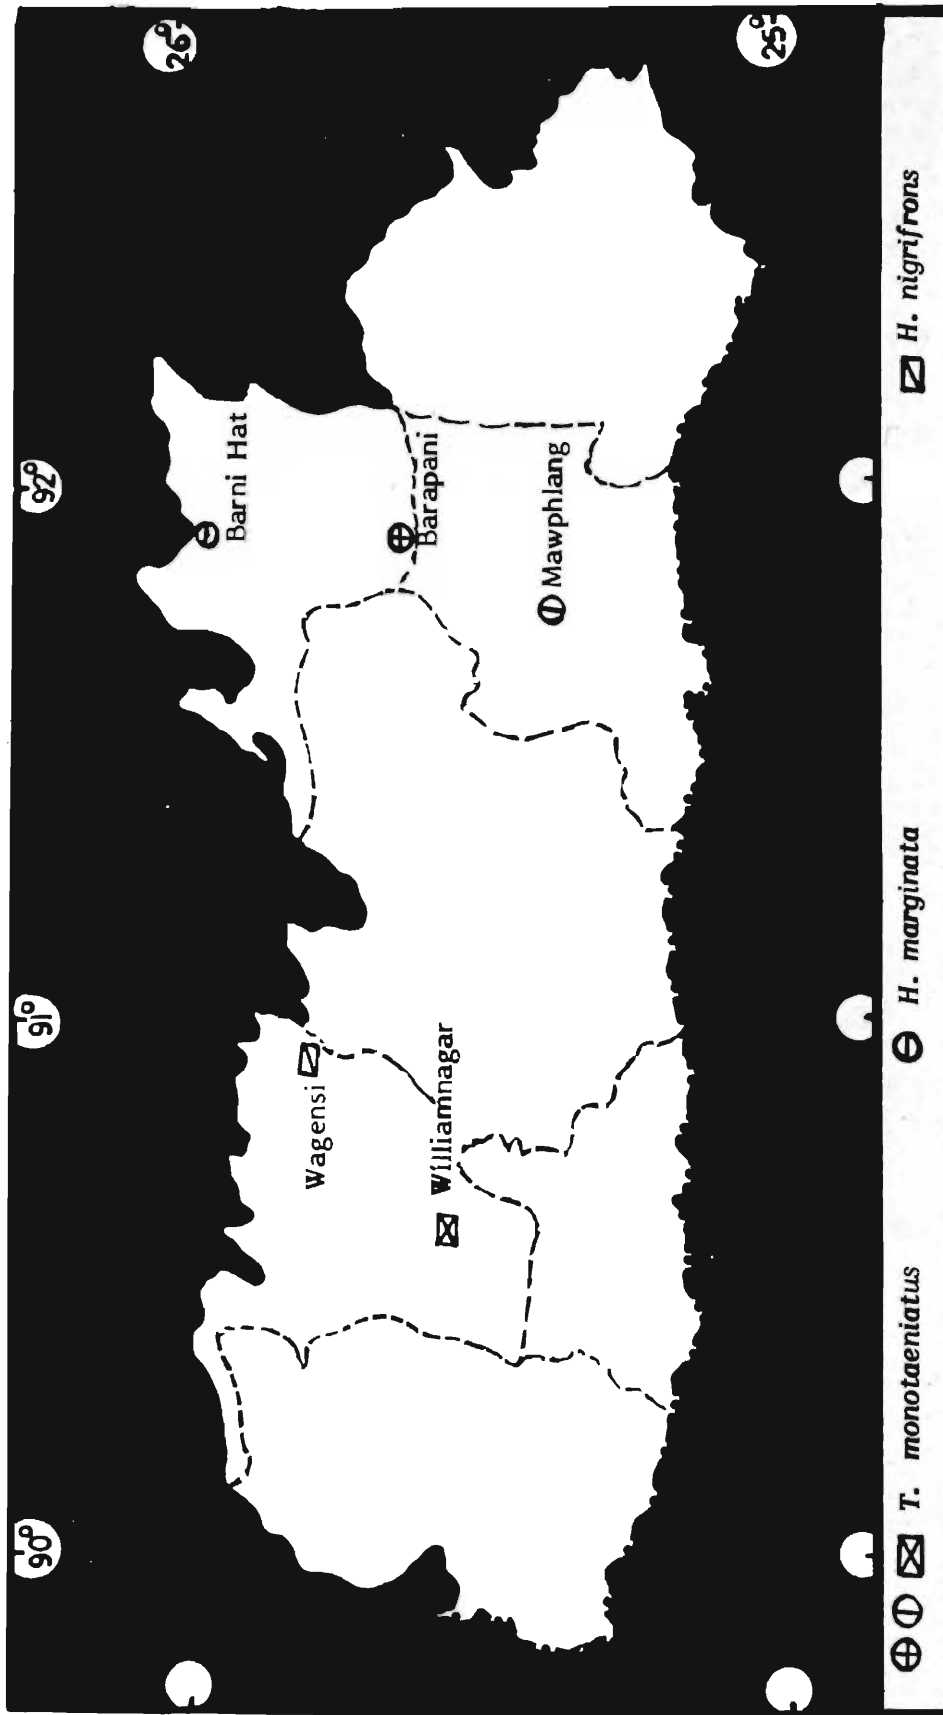 90°
91°
92°
26°
25°
Barni Hat
Barapani
Mawphlang
Wagensi
Williamnagar
T. monotaeniatus
H. marginata
H. nigrifrons